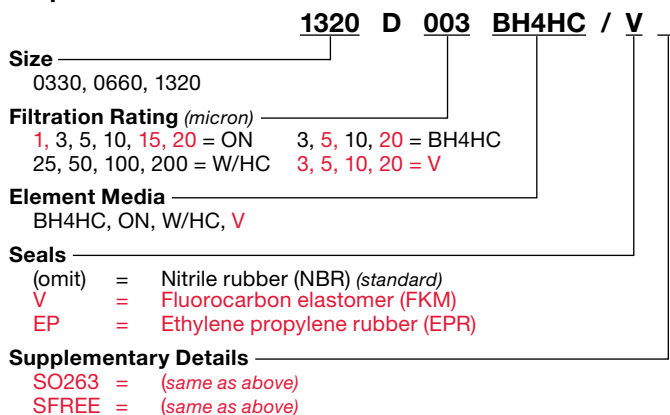 1320 D 003 BH4HC / V
Size
0330, 0660, 1320
Filtration Rating (micron)
1, 3, 5, 10, 15, 20 = ON 3, 5, 10, 20 = BH4HC
25, 50, 100, 200 = W/HC 3, 5, 10, 20 = V
Element Media
BH4HC, ON, W/HC, V
Seals
(omit) = Nitrile rubber (NBR) (standard)
V = Fluorocarbon elastomer (FKM)
EP = Ethylene propylene rubber (EPR)
Supplementary Details
SO263 = (same as above)
SFREE = (same as above)